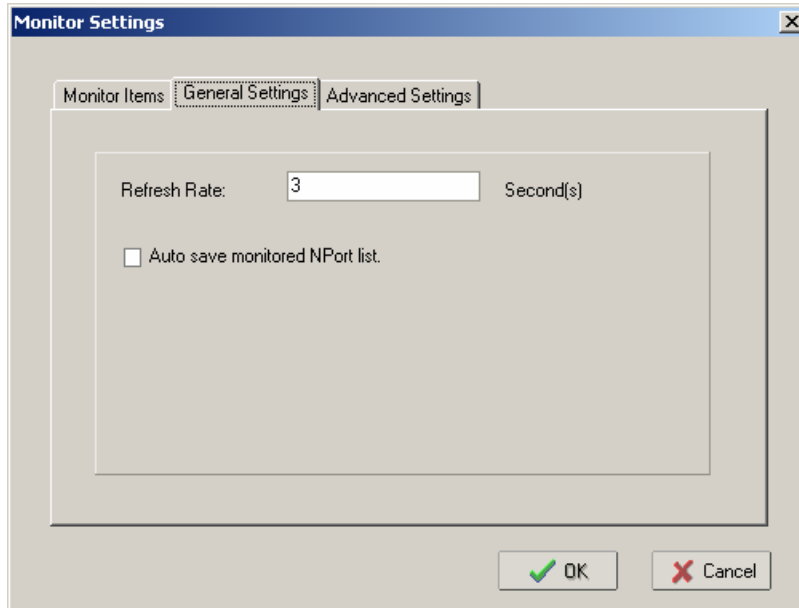 Monitor Settings
Monitor Items General Settings Advanced Settings
Refresh Rate: 3 Second(s)
Auto save monitored NPort list.
OK Cancel